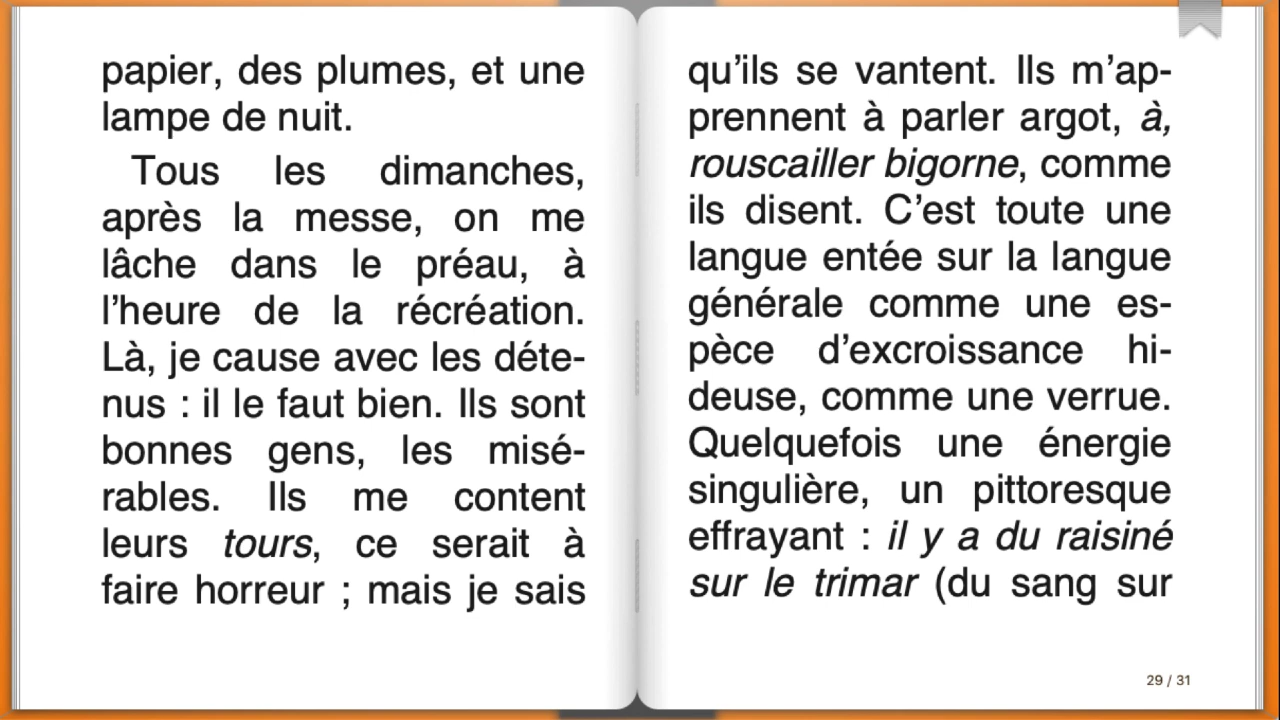 papier, des plumes, et une
lampe de nuit.
Tous les dimanches,
après la messe, on me
lâche dans le préau, à
l’heure de la récréation.
Là, je cause avec les déte-
nus : il le faut bien. Ils sont
bonnes gens, les misé-
rables. Ils me content
leurs tours, ce serait à
faire horreur ; mais je sais
qu’ils se vantent. Ils m’ap-
prennent à parler argot, à,
rouscailler bigorne, comme
ils disent. C’est toute une
langue entée sur la langue
générale comme une es-
pèce d’excroissance hi-
deuse, comme une verrue.
Quelquefois une énergie
singulière, un pittoresque
effrayant : il y a du raisiné
sur le trimar (du sang sur
29 / 31